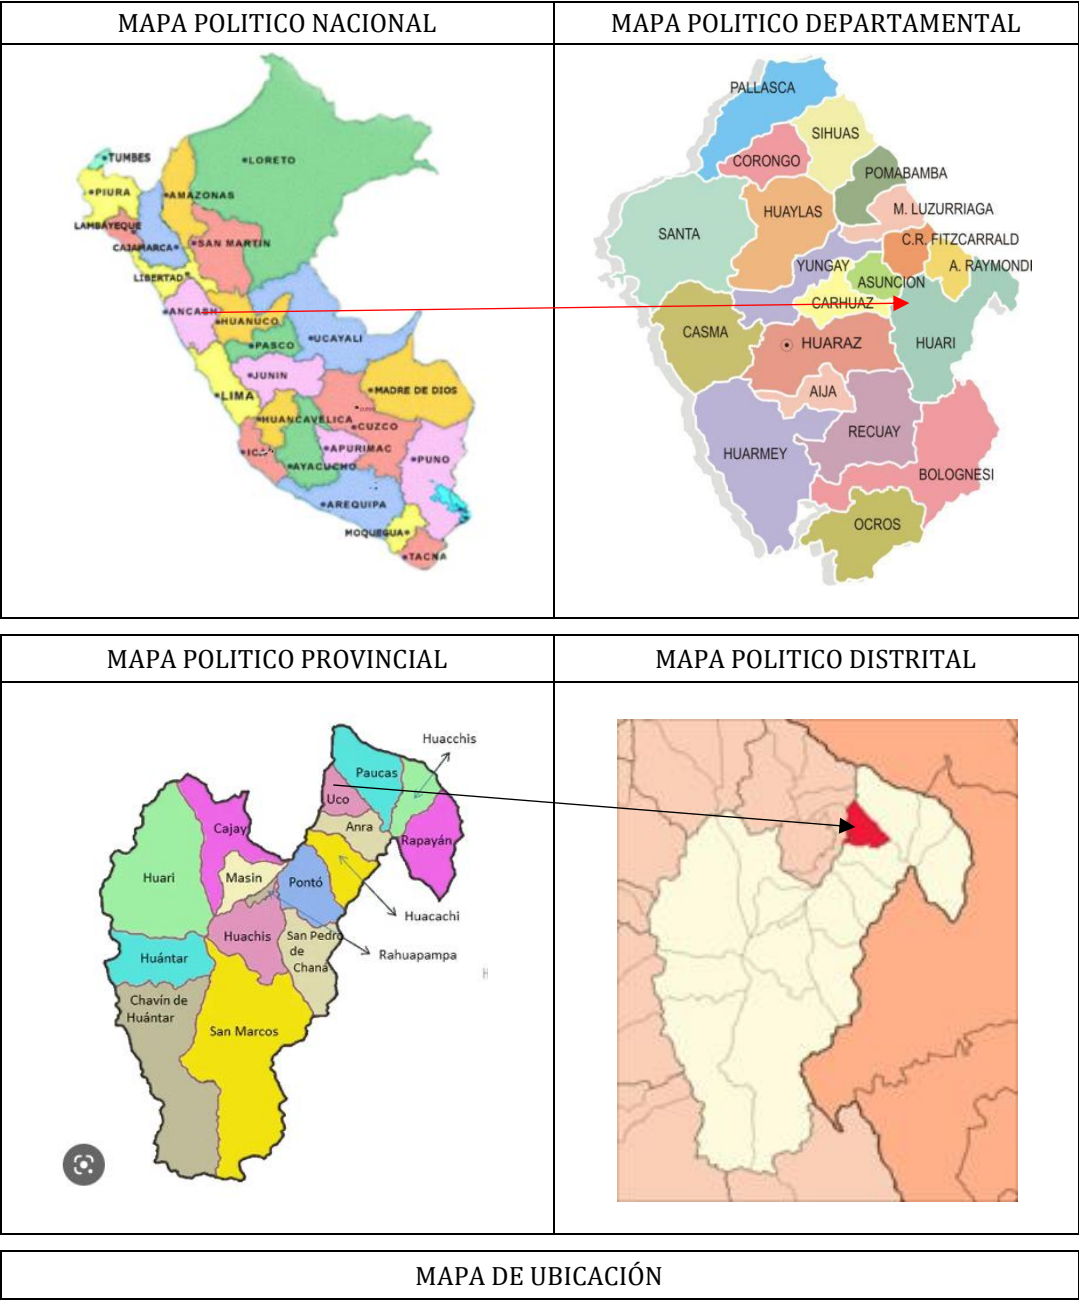 MAPA POLITICO NACIONAL
MAPA POLITICO DEPARTAMENTAL
TUMBES
LORETO
PIURA
AMAZONAS
LAMBAYEQUE
CAJAMARCA
SAN MARTIN
LIBERTAD
ANCASH
HUANUCO
PASCO
UCAYALI
JUNIN
LIMA
MADRE DE DIOS
HUANCAVELICA
CUZCO
ICA
APURIMAC
AYACUCHO
PUNO
AREQUIPA
MOQUEGUA
TACNA
PALLASCA
SIHUAS
CORONGO
POMABAMBA
HUAYLAS
M. LUZURRIAGA
SANTA
C.R. FITZCARRALD
YUNGAY
A. RAYMONDI
ASUNCION
CARHUAZ
CASMA
HUARAZ
HUARI
AIJA
RECUAY
HUARMEY
BOLOGNESI
OCROS
MAPA POLITICO PROVINCIAL
MAPA POLITICO DISTRITAL
Huacchis
Paucas
Uco
Cajay
Anra
Rapayán
Huari
Masin
Pontó
Huacachi
Huachis
San Pedro
de
Chaná
Rahuapampa
Huántar
H
Chavín de
Huántar
San Marcos
MAPA DE UBICACIÓN